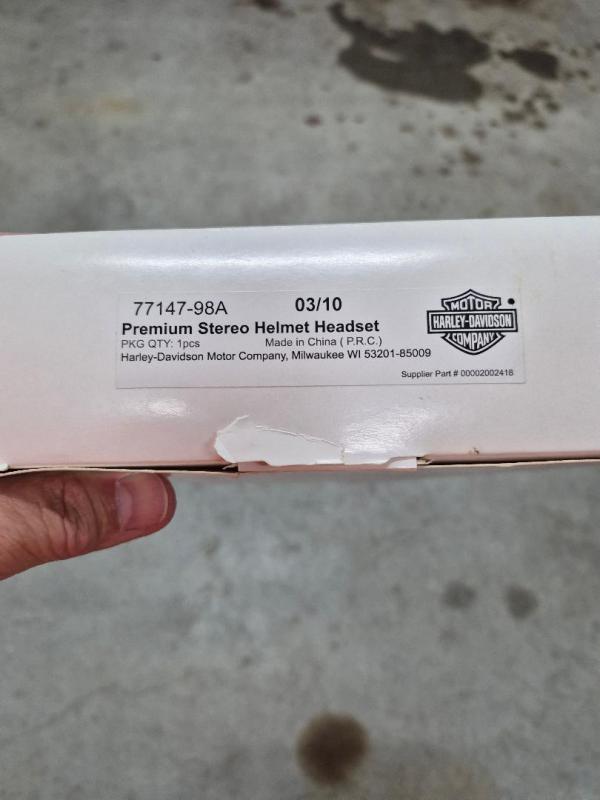 77147-98A 03/10
Premium Stereo Helmet Headset
PKG QTY: 1pcs Made in China ( P.R.C.)
Harley-Davidson Motor Company, Milwaukee WI 53201-85009
Supplier Part # 00002002418
MOTOR
HARLEY-DAVIDSON
COMPANY